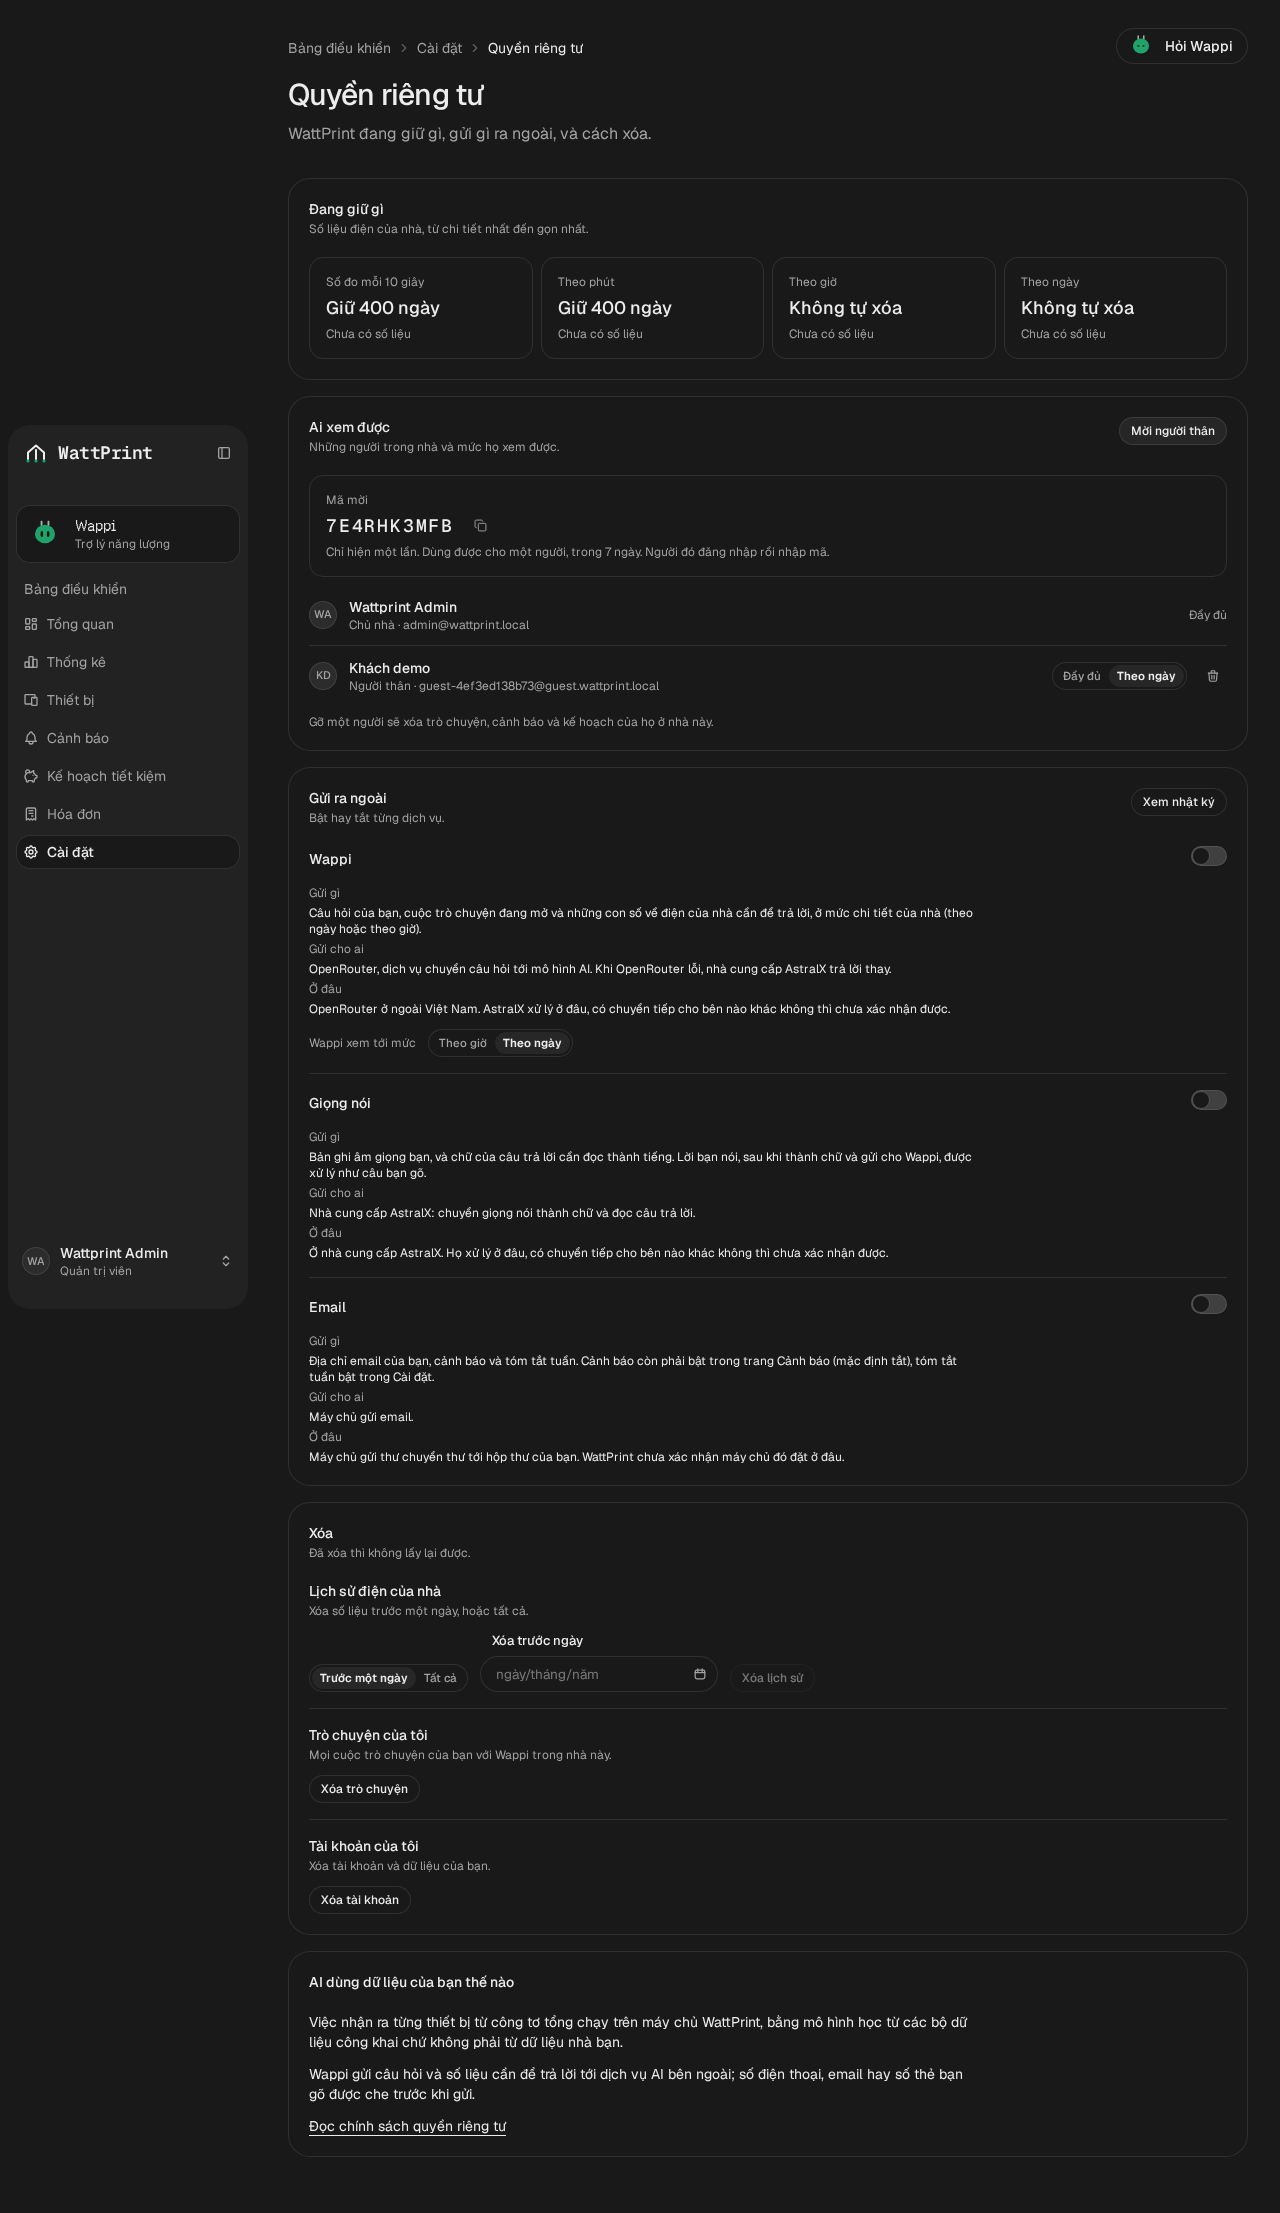 Bảng điều khiển > Cài đặt > Quyền riêng tư
Hỏi Wappi
Quyền riêng tư
WattPrint đang giữ gì, gửi gì ra ngoài, và cách xóa.
Đang giữ gì
Số liệu điện của nhà, từ chi tiết nhất đến gọn nhất.
Số đo mỗi 10 giây
Giữ 400 ngày
Chưa có số liệu
Theo phút
Giữ 400 ngày
Chưa có số liệu
Theo giờ
Không tự xóa
Chưa có số liệu
Theo ngày
Không tự xóa
Chưa có số liệu
WattPrint
Wappi
Trợ lý năng lượng
Bảng điều khiển
Tổng quan
Thống kê
Thiết bị
Cảnh báo
Kế hoạch tiết kiệm
Hóa đơn
Cài đặt
WA
Wattprint Admin
Quản trị viên
Ai xem được
Những người trong nhà và mức họ xem được.
Mời người thân
Mã mời
7E4RHK3MFB
Chỉ hiện một lần. Dùng được cho một người, trong 7 ngày. Người đó đăng nhập rồi nhập mã.
WA
Wattprint Admin
Chủ nhà · admin@wattprint.local
Đầy đủ
KD
Khách demo
Người thân · guest-4ef3ed138b73@guest.wattprint.local
Đầy đủ
Theo ngày
Gỡ một người sẽ xóa trò chuyện, cảnh báo và kế hoạch của họ ở nhà này.
Gửi ra ngoài
Bật hay tắt từng dịch vụ.
Xem nhật ký
Wappi
Gửi gì
Câu hỏi của bạn, cuộc trò chuyện đang mở và những con số về điện của nhà cần để trả lời, ở mức chi tiết của nhà (theo
ngày hoặc theo giờ).
Gửi cho ai
OpenRouter, dịch vụ chuyển câu hỏi tới mô hình AI. Khi OpenRouter lỗi, nhà cung cấp AstralX trả lời thay.
Ở đâu
OpenRouter ở ngoài Việt Nam. AstralX xử lý ở đâu, có chuyển tiếp cho bên nào khác không thì chưa xác nhận được.
Wappi xem tới mức
Theo giờ
Theo ngày
Giọng nói
Gửi gì
Bản ghi âm giọng bạn, và chữ của câu trả lời cần đọc thành tiếng. Lời bạn nói, sau khi thành chữ và gửi cho Wappi, được
xử lý như câu bạn gõ.
Gửi cho ai
Nhà cung cấp AstralX: chuyển giọng nói thành chữ và đọc câu trả lời.
Ở đâu
Ở nhà cung cấp AstralX. Họ xử lý ở đâu, có chuyển tiếp cho bên nào khác không thì chưa xác nhận được.
Email
Gửi gì
Địa chỉ email của bạn, cảnh báo và tóm tắt tuần. Cảnh báo còn phải bật trong trang Cảnh báo (mặc định tắt), tóm tắt
tuần bật trong Cài đặt.
Gửi cho ai
Máy chủ gửi email.
Ở đâu
Máy chủ gửi thư chuyển thư tới hộp thư của bạn. WattPrint chưa xác nhận máy chủ đó đặt ở đâu.
Xóa
Đã xóa thì không lấy lại được.
Lịch sử điện của nhà
Xóa số liệu trước một ngày, hoặc tất cả.
Xóa trước ngày
Trước một ngày
Tất cả
ngày/tháng/năm
Xóa lịch sử
Trò chuyện của tôi
Mọi cuộc trò chuyện của bạn với Wappi trong nhà này.
Xóa trò chuyện
Tài khoản của tôi
Xóa tài khoản và dữ liệu của bạn.
Xóa tài khoản
AI dùng dữ liệu của bạn thế nào
Việc nhận ra từng thiết bị từ công tơ tổng chạy trên máy chủ WattPrint, bằng mô hình học từ các bộ dữ
liệu công khai chứ không phải từ dữ liệu nhà bạn.
Wappi gửi câu hỏi và số liệu cần để trả lời tới dịch vụ AI bên ngoài; số điện thoại, email hay số thẻ bạn
gõ được che trước khi gửi.
Đọc chính sách quyền riêng tư